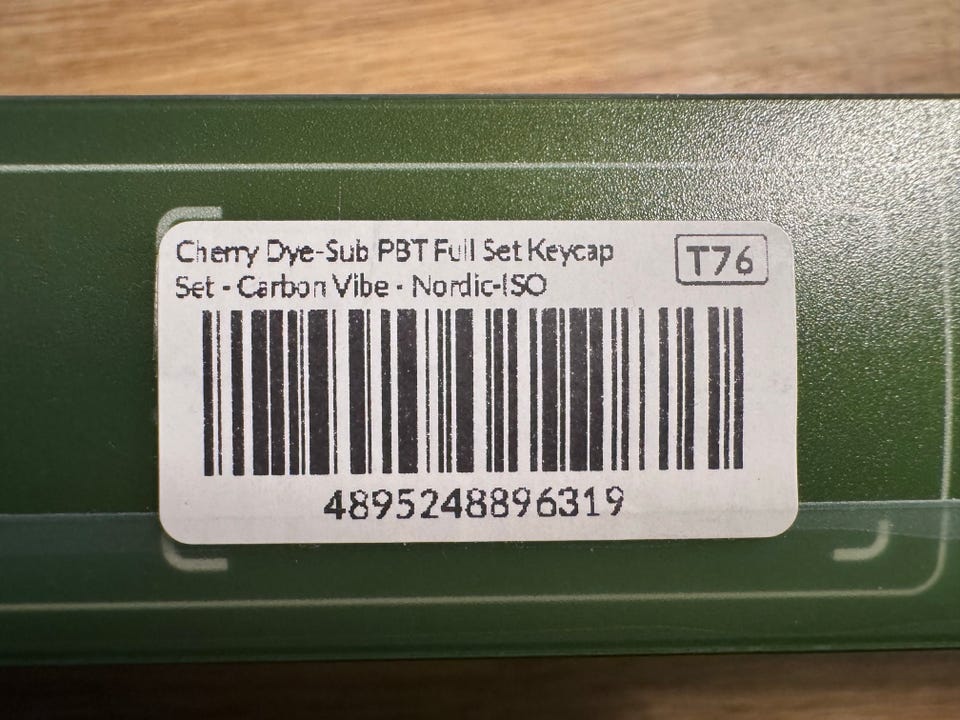 Cherry Dye-Sub PBT Full Set Keycap
Set - Carbon Vibe - Nordic-ISO
T76
4895248896319